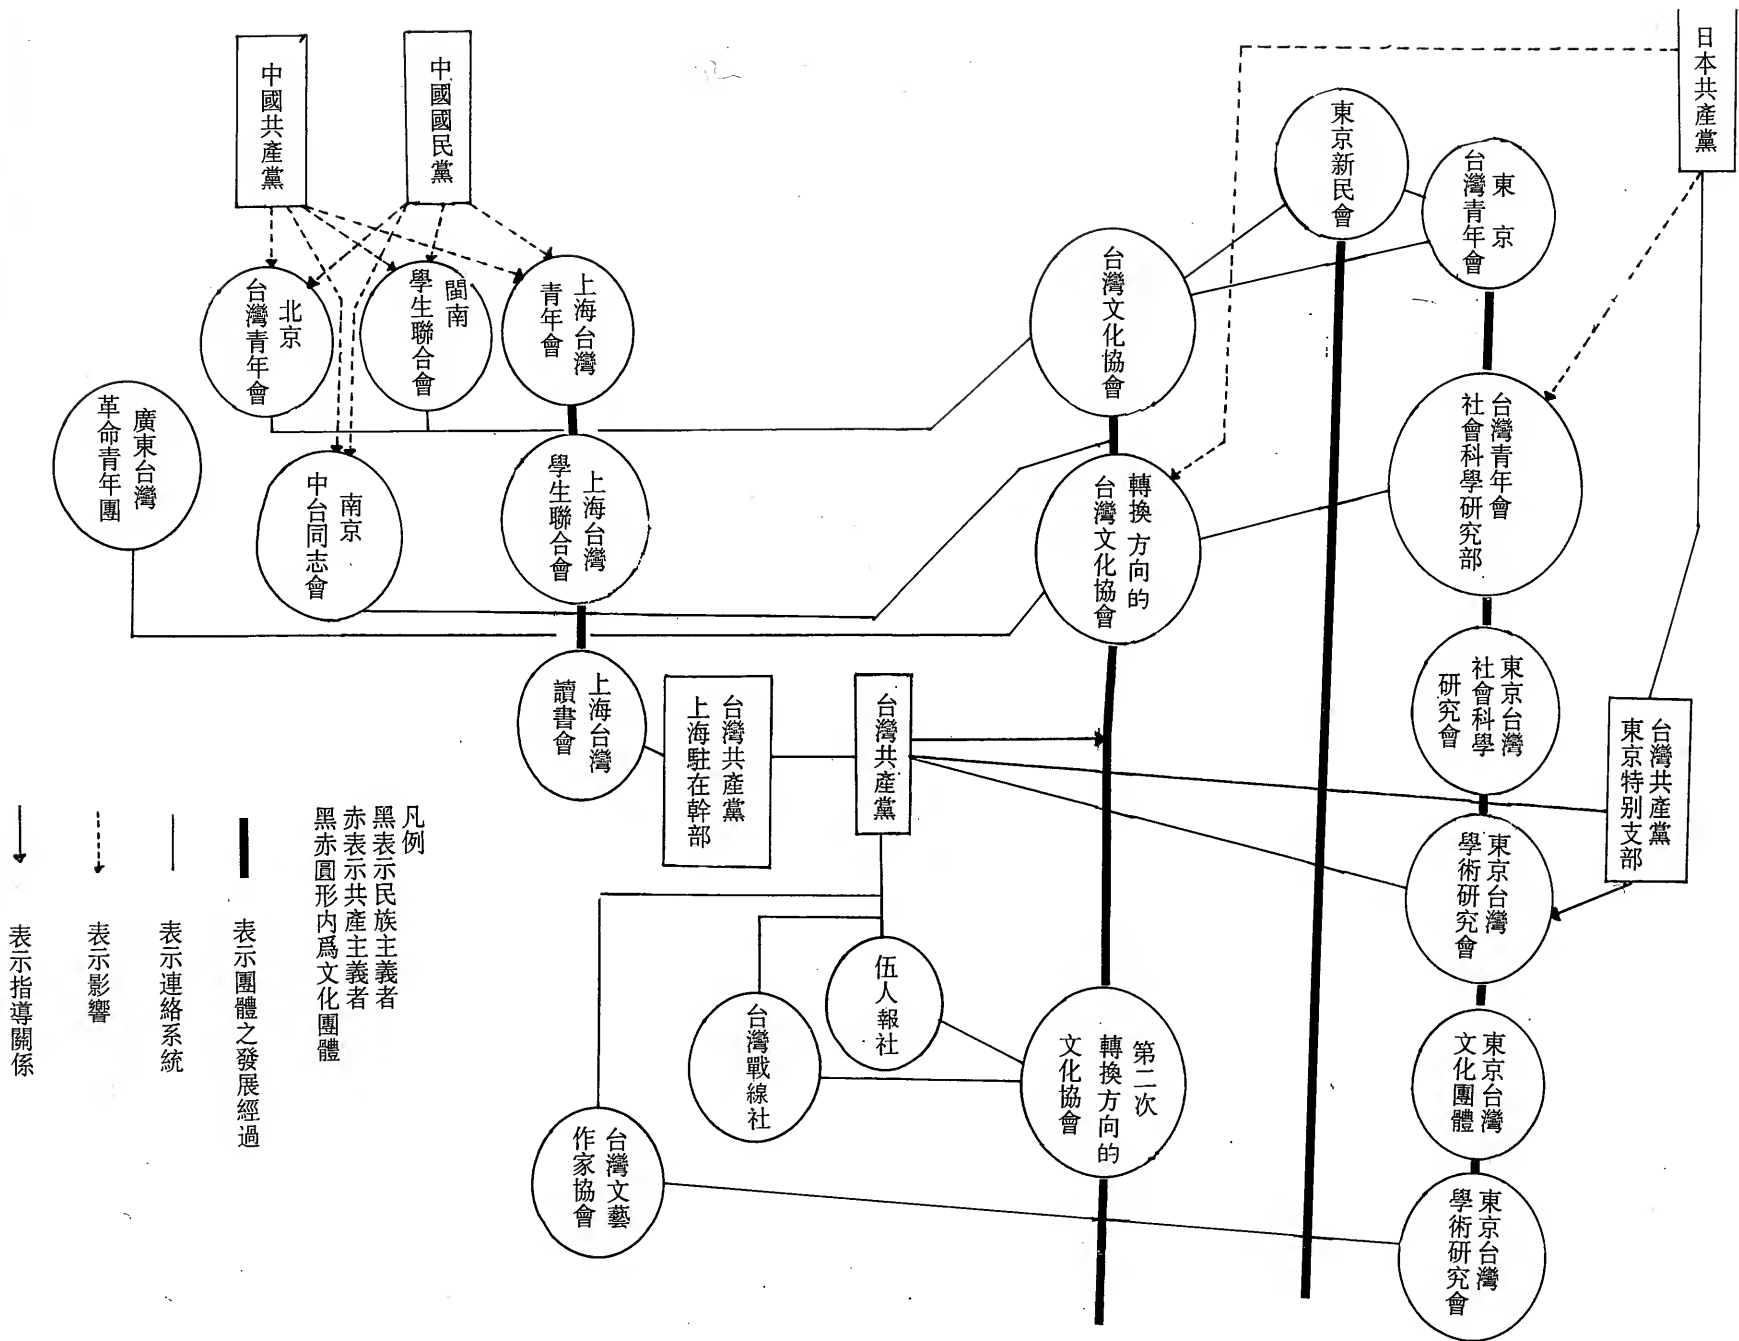 日本共產黨
東京
台灣青年會
東京新民會
台灣文化協會
中國國民黨
中國共產黨
上海台灣
青年會
閩南
學生聯合會
北京
台灣青年會
廣東台灣
革命青年團
南京
中台同志會
上海台灣
學生聯合會
轉換方向的
台灣文化協會
台灣青年會
社會科學研究部
東京台灣
社會科學
研究會
台灣共產黨
東京特别支部
台灣共產黨
台灣共產黨
上海駐在幹部
上海台灣
讀書會
東京台灣
學術研究會
伍人報社
台灣戰線社
第二次
轉換方向的
文化協會
東京台灣
文化團體
台灣文藝
作家協會
東京台灣
學術研究會
凡例
黑表示民族主義者
赤表示共產主義者
黑赤圓形内爲文化團體
表示團體之發展經過
表示連絡系統
表示影響
表示指導關係